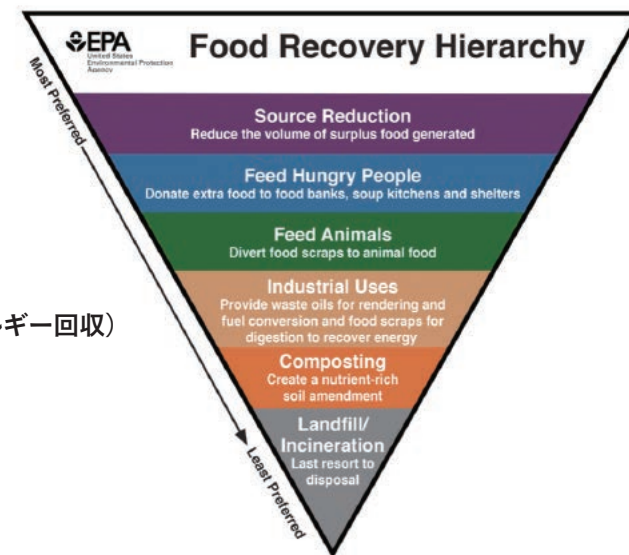 EPA
United States
Environmental Protection
Agency
Food Recovery Hierarchy
Most Preferred
Source Reduction
Reduce the volume of surplus food generated
Feed Hungry People
Donate extra food to food banks, soup kitchens and shelters
Feed Animals
Divert food scraps to animal food
Industrial Uses
Provide waste oils for rendering and
fuel conversion and food scraps for
digestion to recover energy
ギー回収）
Composting
Create a nutrient-rich
soil amendment
Landfill/
Incineration
Last resort to
disposal
Least Preferred